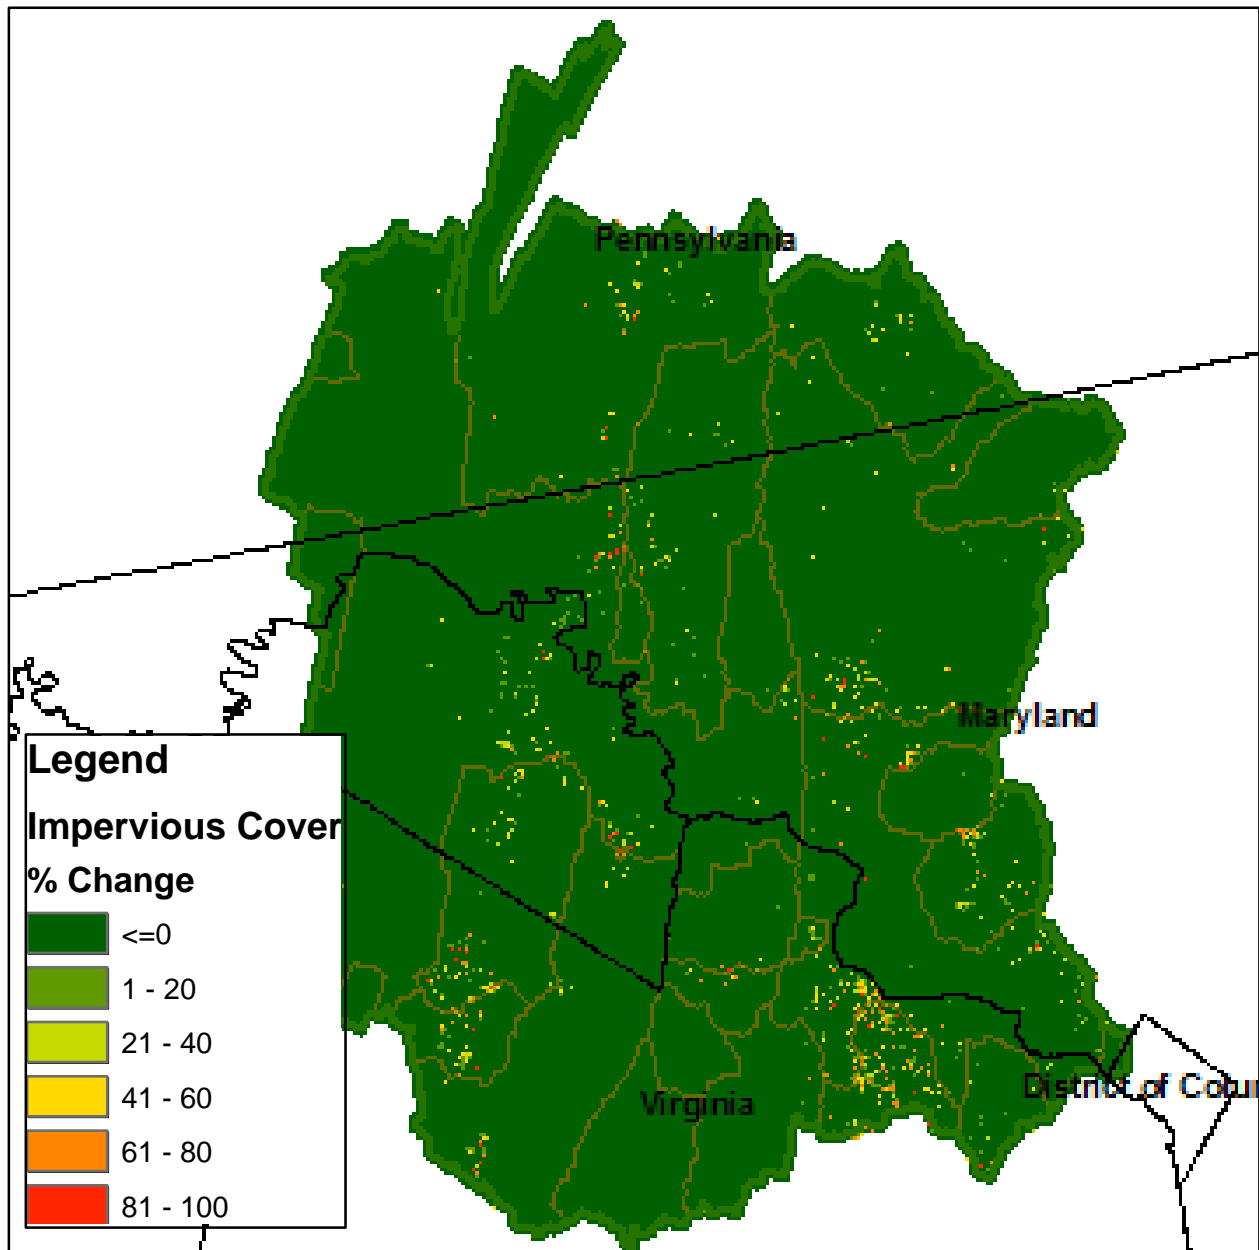 Pennsylvania
Maryland
Legend
Impervious Cover
% Change
<=0
1 - 20
21 - 40
41 - 60
61 - 80
81 - 100
District of Colu
Virginia